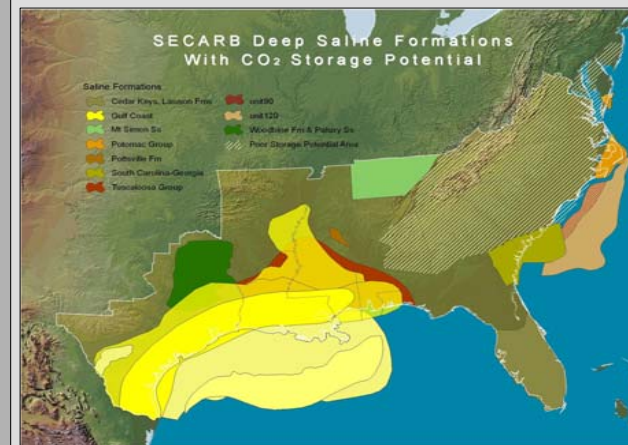 SECARB Deep Saline Formations
With CO₂ Storage Potential
Saline Formations
Cedar Keys, Lawson Fms
Gulf Coast
Mt Simon Ss
Potomac Group
Pottsville Fm
South Carolina-Georgia
Tuscaloosa Group
unit90
unit120
Woodbine Fm & Paluxy Ss
Poor Storage Potential Area